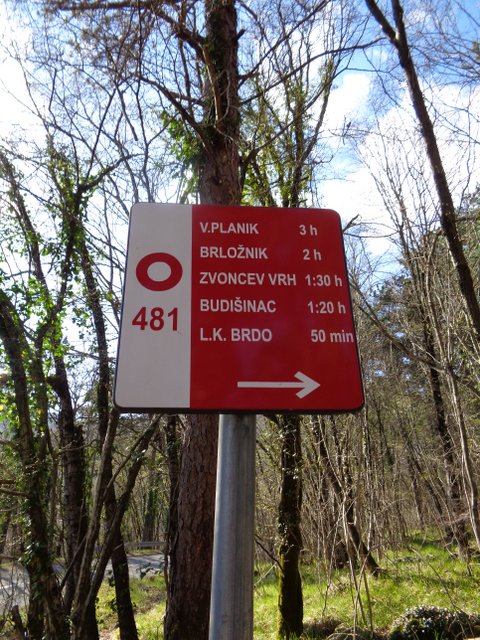 V.PLANIK 3 h
BRLOŽNIK 2 h
ZVONCEV VRH 1:30 h
BUDIŠINAC 1:20 h
L.K. BRDO 50 min
481